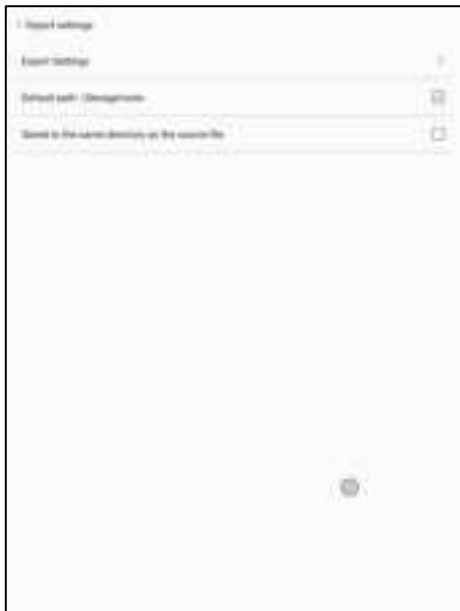 Export settings
Export Settings
Default path: /Storage/note
Saved to the same directory as the source file